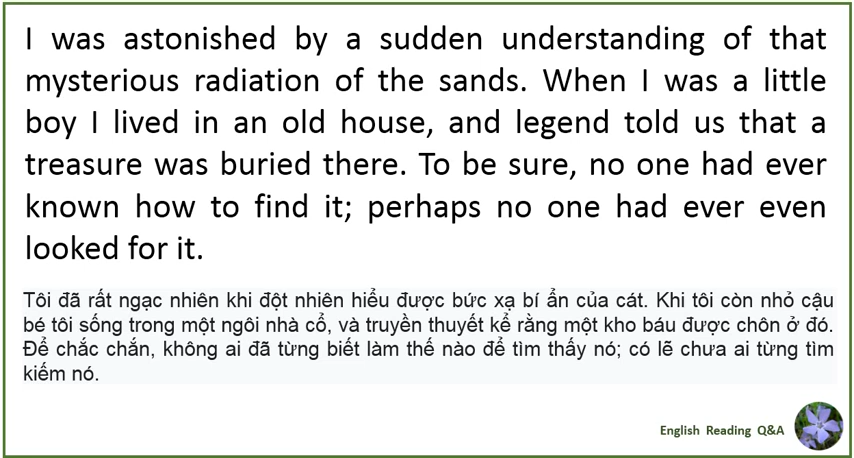 I was astonished by a sudden understanding of that
mysterious radiation of the sands. When I was a little
boy I lived in an old house, and legend told us that a
treasure was buried there. To be sure, no one had ever
known how to find it; perhaps no one had ever even
looked for it.
Tôi đã rất ngạc nhiên khi đột nhiên hiểu được bức xạ bí ẩn của cát. Khi tôi còn nhỏ cậu
bé tôi sống trong một ngôi nhà cổ, và truyền thuyết kể rằng một kho báu được chôn ở đó.
Để chắc chắn, không ai đã từng biết làm thế nào để tìm thấy nó; có lẽ chưa ai từng tìm
kiếm nó.
English Reading Q&A